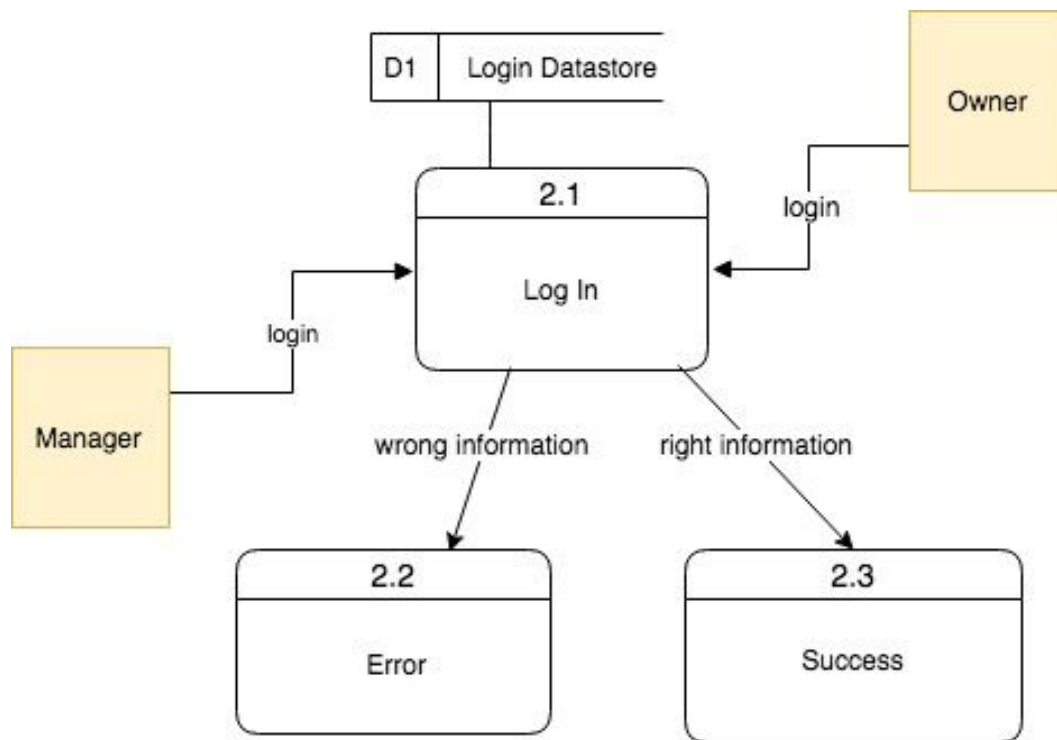 D1
Login Datastore
Owner
2.1
login
Log In
login
Manager
wrong information
right information
2.2
2.3
Error
Success